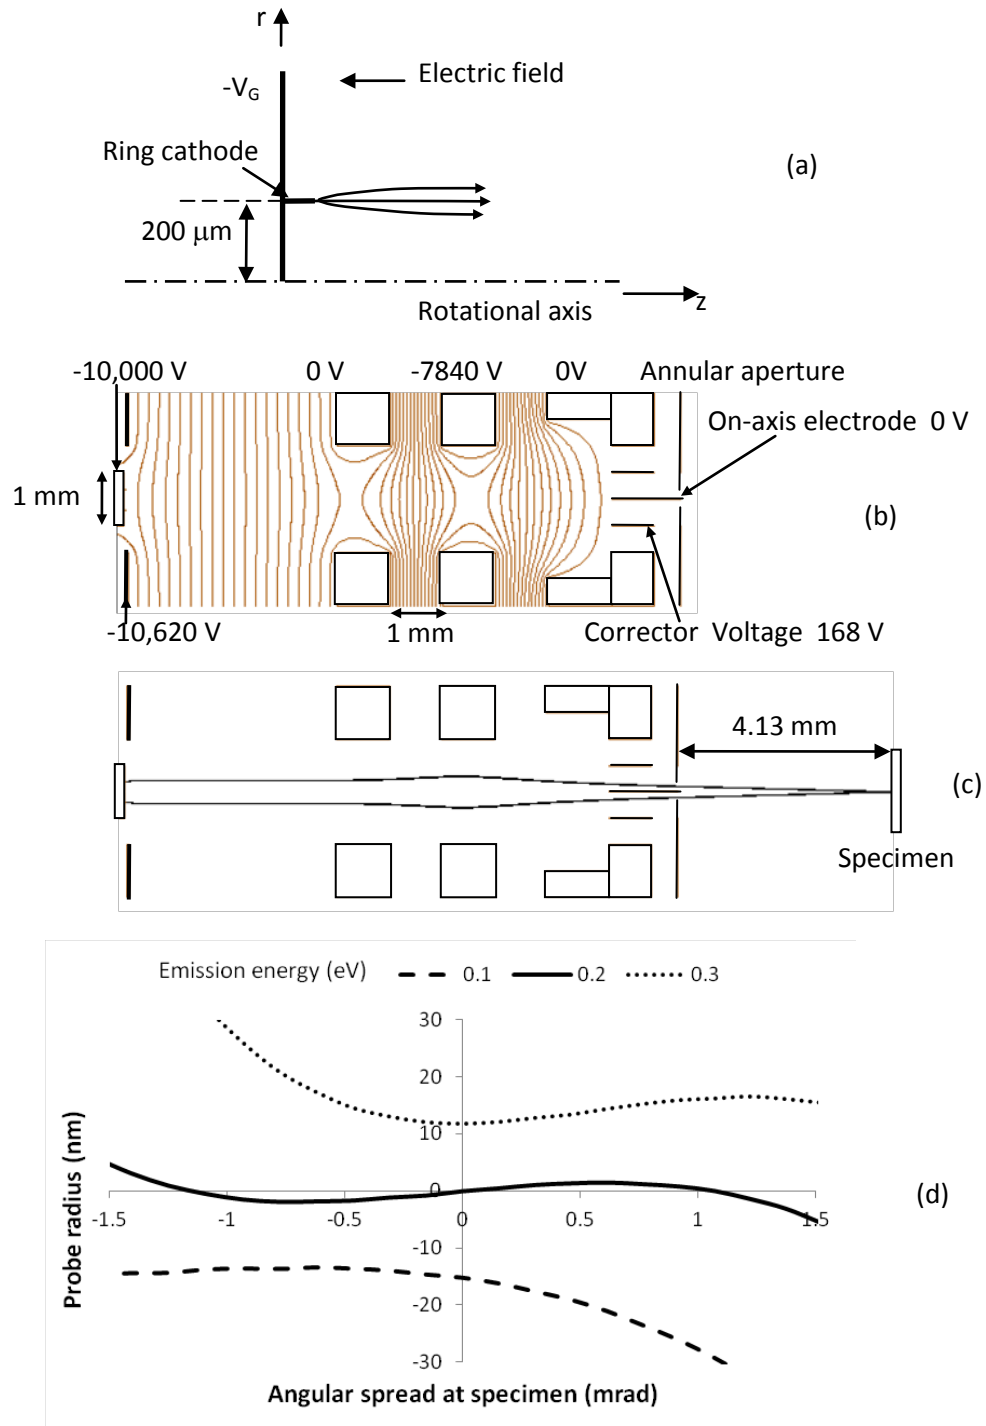 r
Electric field
-VG
Ring cathode
(a)
200 μm
z
Rotational axis
-10,000 V 0 V -7840 V 0V Annular aperture
On-axis electrode 0 V
1 mm
(b)
-10,620 V 1 mm Corrector Voltage 168 V
4.13 mm
(c)
Specimen
Emission energy (eV) 0.1 0.2 0.3
30
20
10
0
-1.5 -1 -0.5 0 0.5 1 1.5
-10
-20
-30
Probe radius (nm)
(d)
Angular spread at specimen (mrad)